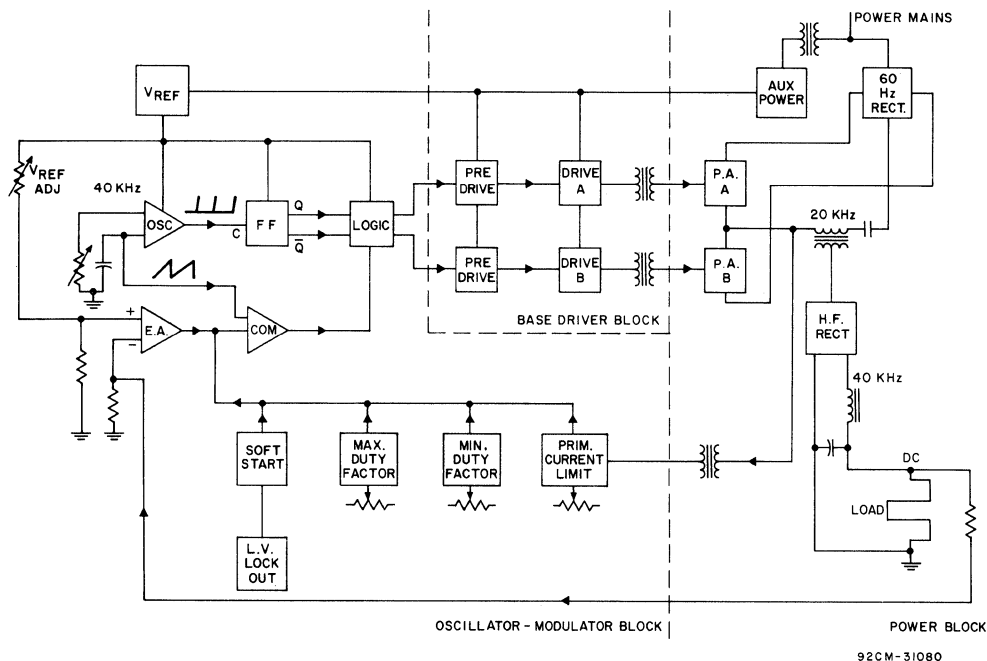 POWER MAINS
VREF
AUX
POWER
60
Hz
RECT.
VREF
ADJ
40 KHz
OSC
C
FF
Q
Q̅
LOGIC
PRE
DRIVE
DRIVE
A
P.A.
A
20 KHz
PRE
DRIVE
DRIVE
B
P.A.
B
+
E.A.
−
COM
BASE DRIVER BLOCK
H.F.
RECT
40 KHz
SOFT
START
MAX.
DUTY
FACTOR
MIN.
DUTY
FACTOR
PRIM.
CURRENT
LIMIT
DC
LOAD
L.V.
LOCK
OUT
OSCILLATOR - MODULATOR BLOCK
POWER BLOCK
92CM-31080